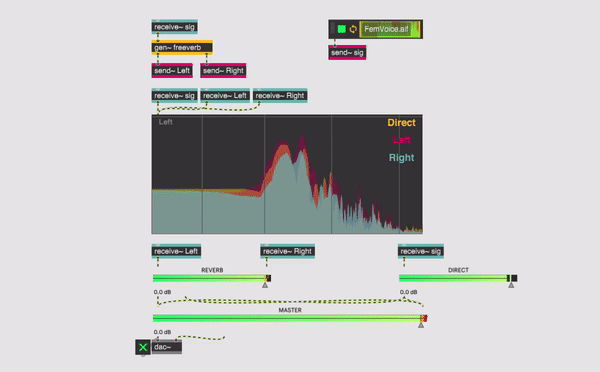 receive~ sig
gen~ freeverb
send~ Left
send~ Right
FemVoice.aif
send~ sig
receive~ sig
receive~ Left
receive~ Right
Left
Direct
Left
Right
receive~ Left
receive~ Right
receive~ sig
REVERB
DIRECT
0.0 dB
0.0 dB
MASTER
0.0 dB
dac~